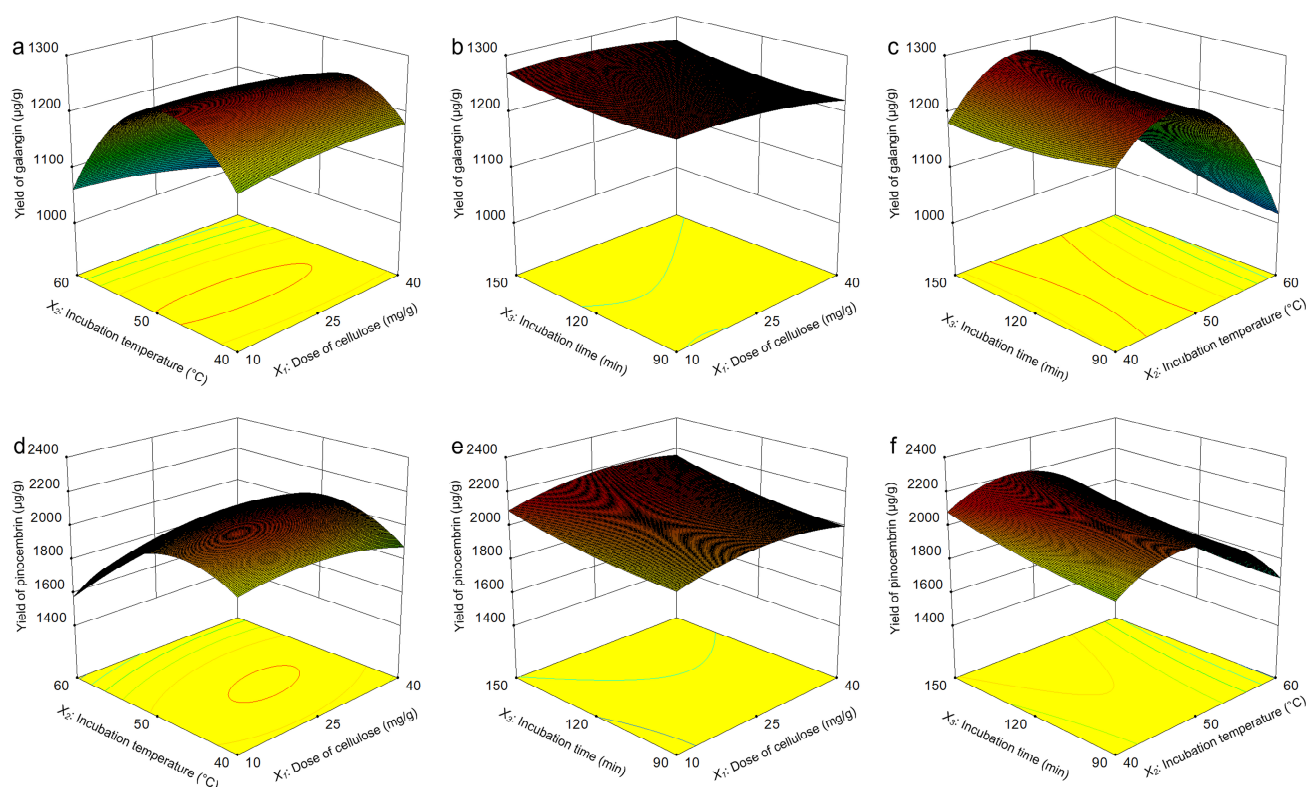 a
1300
1200
1100
1000
Yield of galangin (µg/g)
60
50
40
X₂: Incubation temperature (°C)
10
25
40
X₁: Dose of cellulose (mg/g)
b
1300
1200
1100
1000
Yield of galangin (µg/g)
150
120
90
X₃: Incubation time (min)
10
25
40
X₁: Dose of cellulose (mg/g)
c
1300
1200
1100
1000
Yield of galangin (µg/g)
150
120
90
X₃: Incubation time (min)
40
50
60
X₂: Incubation temperature (°C)
d
2400
2200
2000
1800
1600
1400
Yield of pinocembrin (µg/g)
60
50
40
X₂: Incubation temperature (°C)
10
25
40
X₁: Dose of cellulose (mg/g)
e
2400
2200
2000
1800
1600
1400
Yield of pinocembrin (µg/g)
150
120
90
X₃: Incubation time (min)
10
25
40
X₁: Dose of cellulose (mg/g)
f
2400
2200
2000
1800
1600
1400
Yield of pinocembrin (µg/g)
150
120
90
X₃: Incubation time (min)
40
50
60
X₂: Incubation temperature (°C)